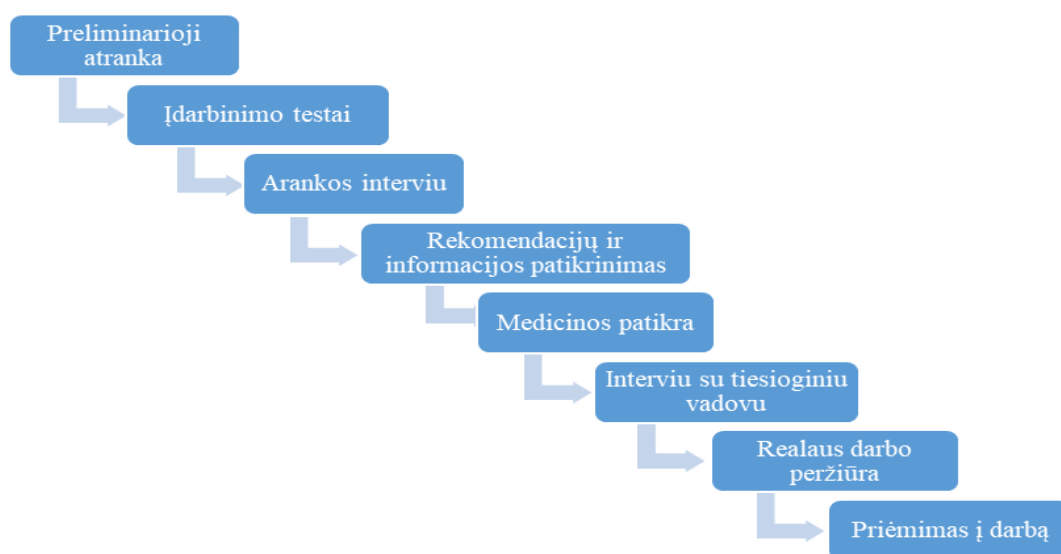 Preliminarioji
atranka
Įdarbinimo testai
Arankos interviu
Rekomendacijų ir
informacijos patikrinimas
Medicinos patikra
Interviu su tiesioginiu
vadovu
Realaus darbo
peržiūra
Priėmimas į darbą